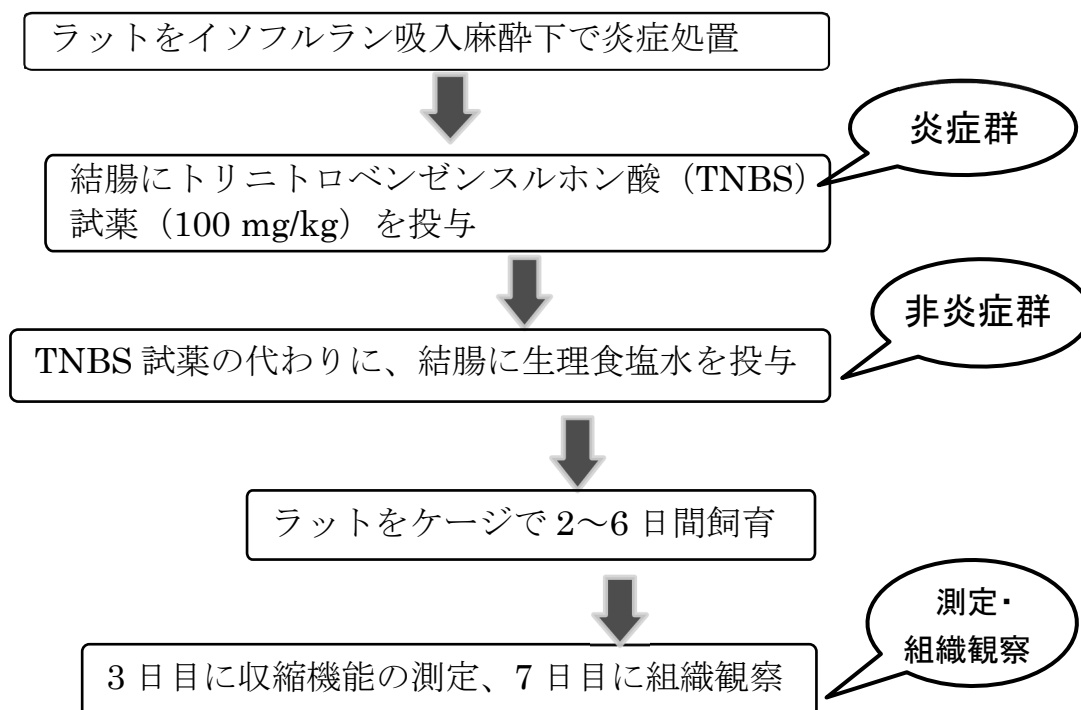 ラットをイソフルラン吸入麻酔下で炎症処置
炎症群
結腸にトリニトロベンゼンスルホン酸（TNBS）
試薬（100 mg/kg）を投与
非炎症群
TNBS 試薬の代わりに、結腸に生理食塩水を投与
ラットをケージで 2～6 日間飼育
測定・
組織観察
3 日目に収縮機能の測定、7 日目に組織観察